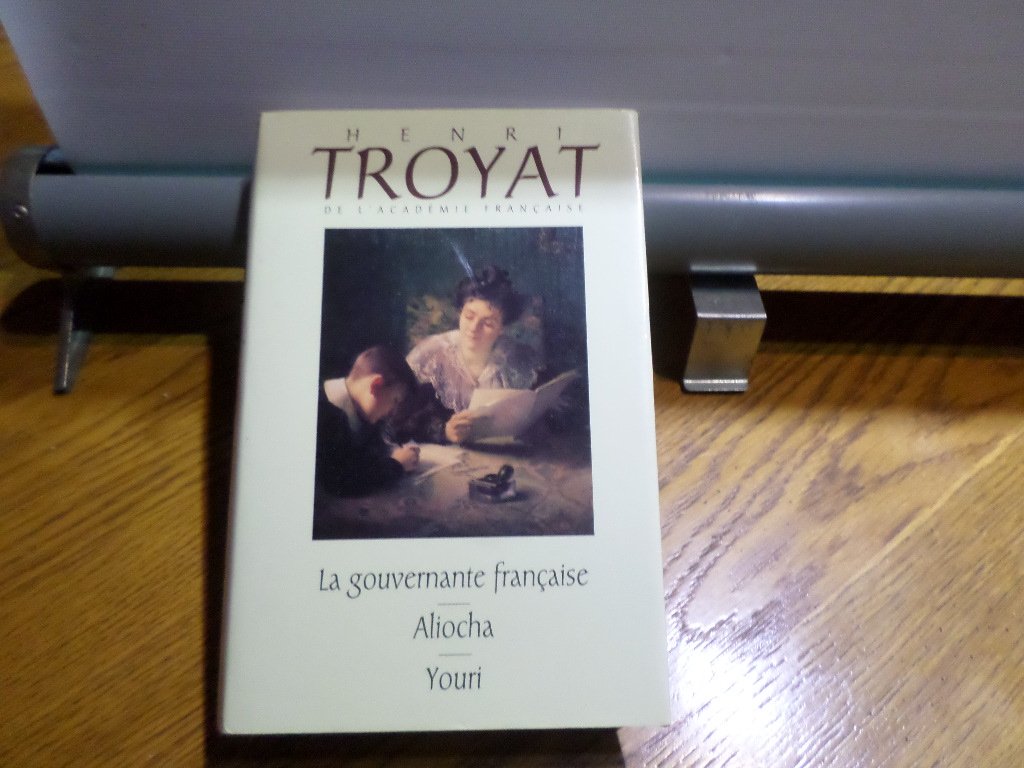 HENRI
TROYAT
DE L'ACADÉMIE FRANÇAISE
La gouvernante française
Aliocha
Youri